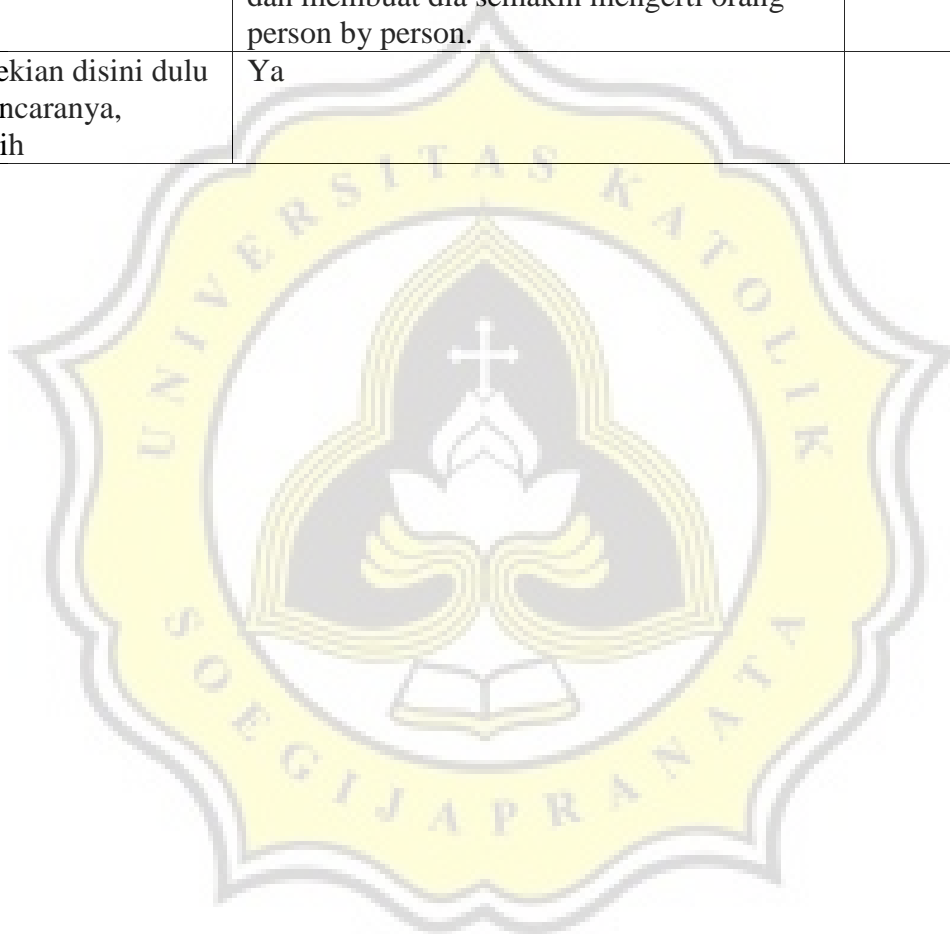 dan membuat dia semakin mengerti orang
person by person.
ekian disini dulu Ya
ncaranya,
ih
UNIVERSITAS KATOLIK
SOEGIJAPRANATA